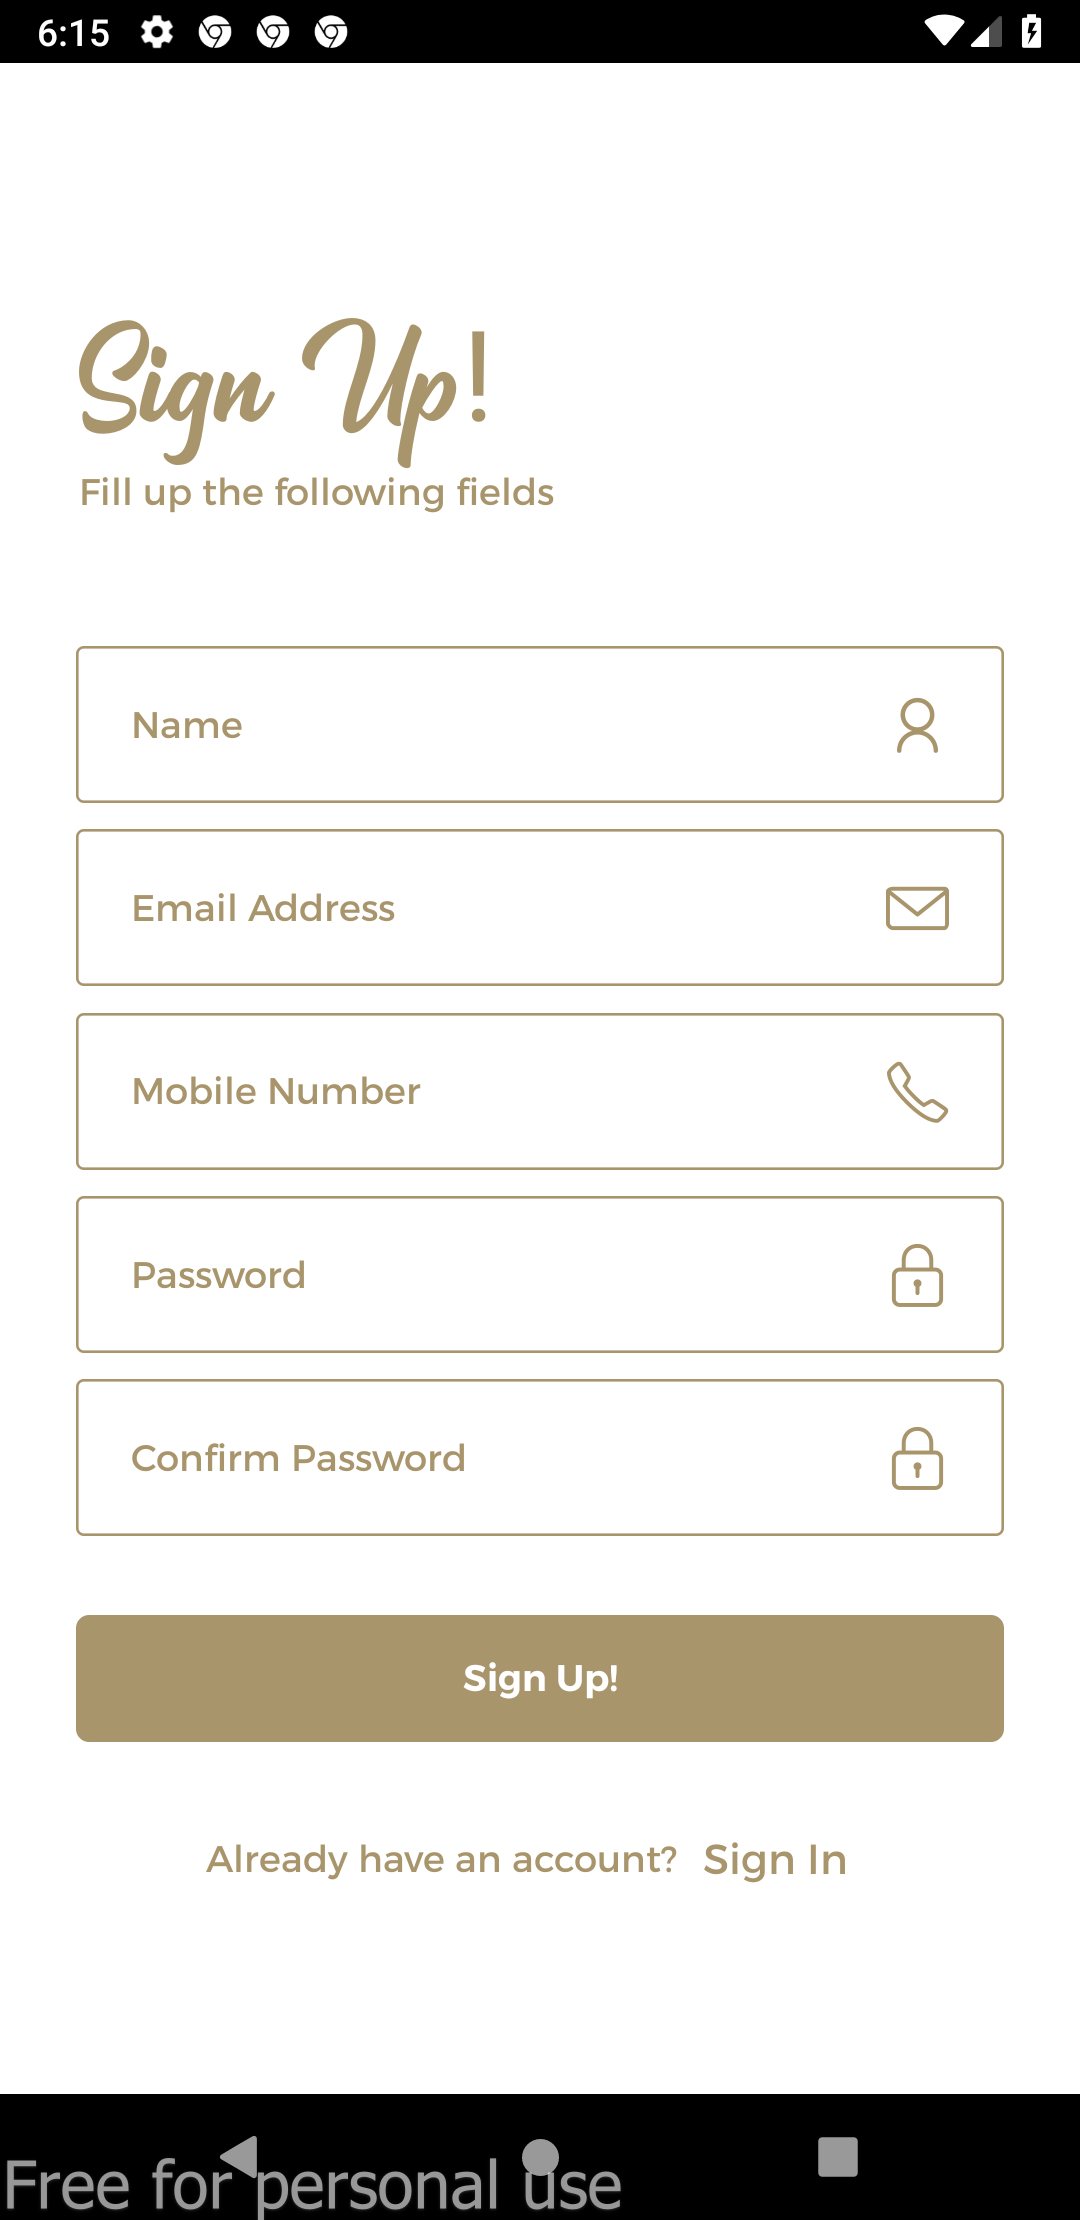 6:15
Sign Up!
Fill up the following fields
Name
Email Address
Mobile Number
Password
Confirm Password
Sign Up!
Already have an account? Sign In
Free for personal use